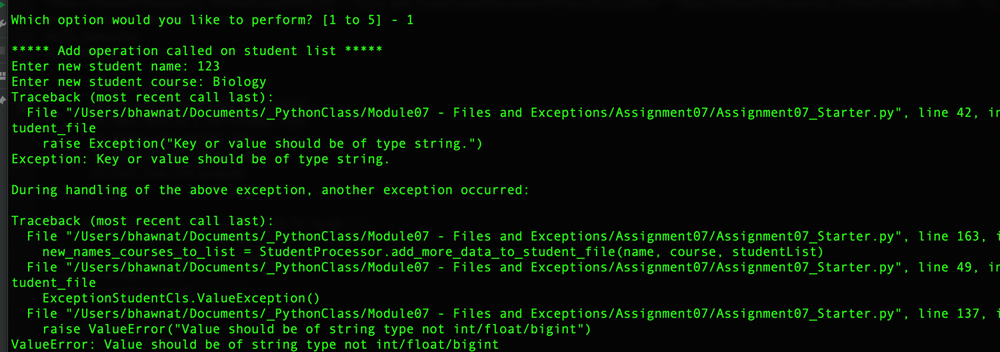 Which option would you like to perform? [1 to 5] - 1
***** Add operation called on student list *****
Enter new student name: 123
Enter new student course: Biology
Traceback (most recent call last):
  File "/Users/bhawnat/Documents/_PythonClass/Module07 - Files and Exceptions/Assignment07/Assignment07_Starter.py", line 42, in
tudent_file
    raise Exception("Key or value should be of type string.")
Exception: Key or value should be of type string.
During handling of the above exception, another exception occurred:
Traceback (most recent call last):
  File "/Users/bhawnat/Documents/_PythonClass/Module07 - Files and Exceptions/Assignment07/Assignment07_Starter.py", line 163, i
    new_names_courses_to_list = StudentProcessor.add_more_data_to_student_file(name, course, studentList)
  File "/Users/bhawnat/Documents/_PythonClass/Module07 - Files and Exceptions/Assignment07/Assignment07_Starter.py", line 49, in
tudent_file
    ExceptionStudentCls.ValueException()
  File "/Users/bhawnat/Documents/_PythonClass/Module07 - Files and Exceptions/Assignment07/Assignment07_Starter.py", line 137, i
    raise ValueError("Value should be of string type not int/float/bigint")
ValueError: Value should be of string type not int/float/bigint